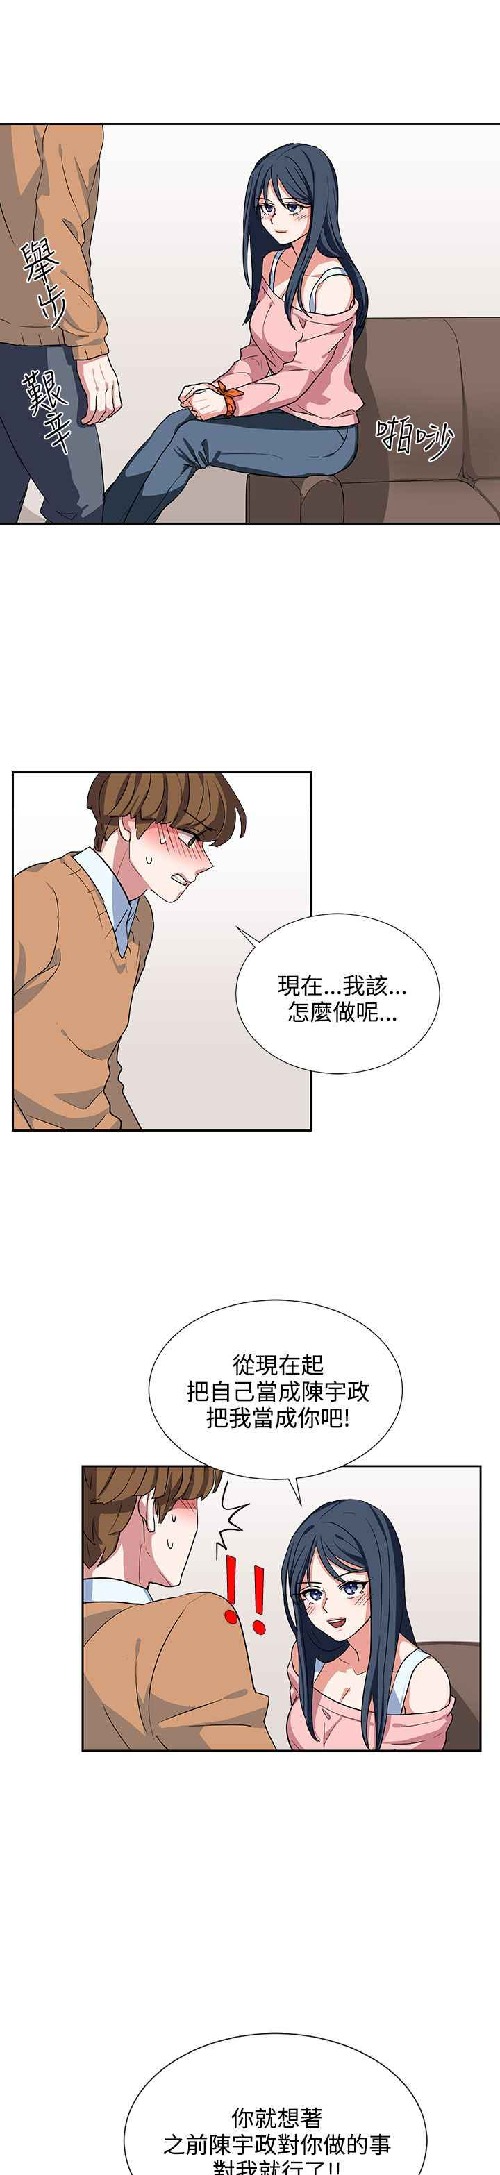 舉步
艱辛
啪吵
現在...我該...
怎麼做呢...
從現在起
把自己當成陳宇政
把我當成你吧!
!!
你就想著
之前陳宇政對你做的事
對我就行了!!